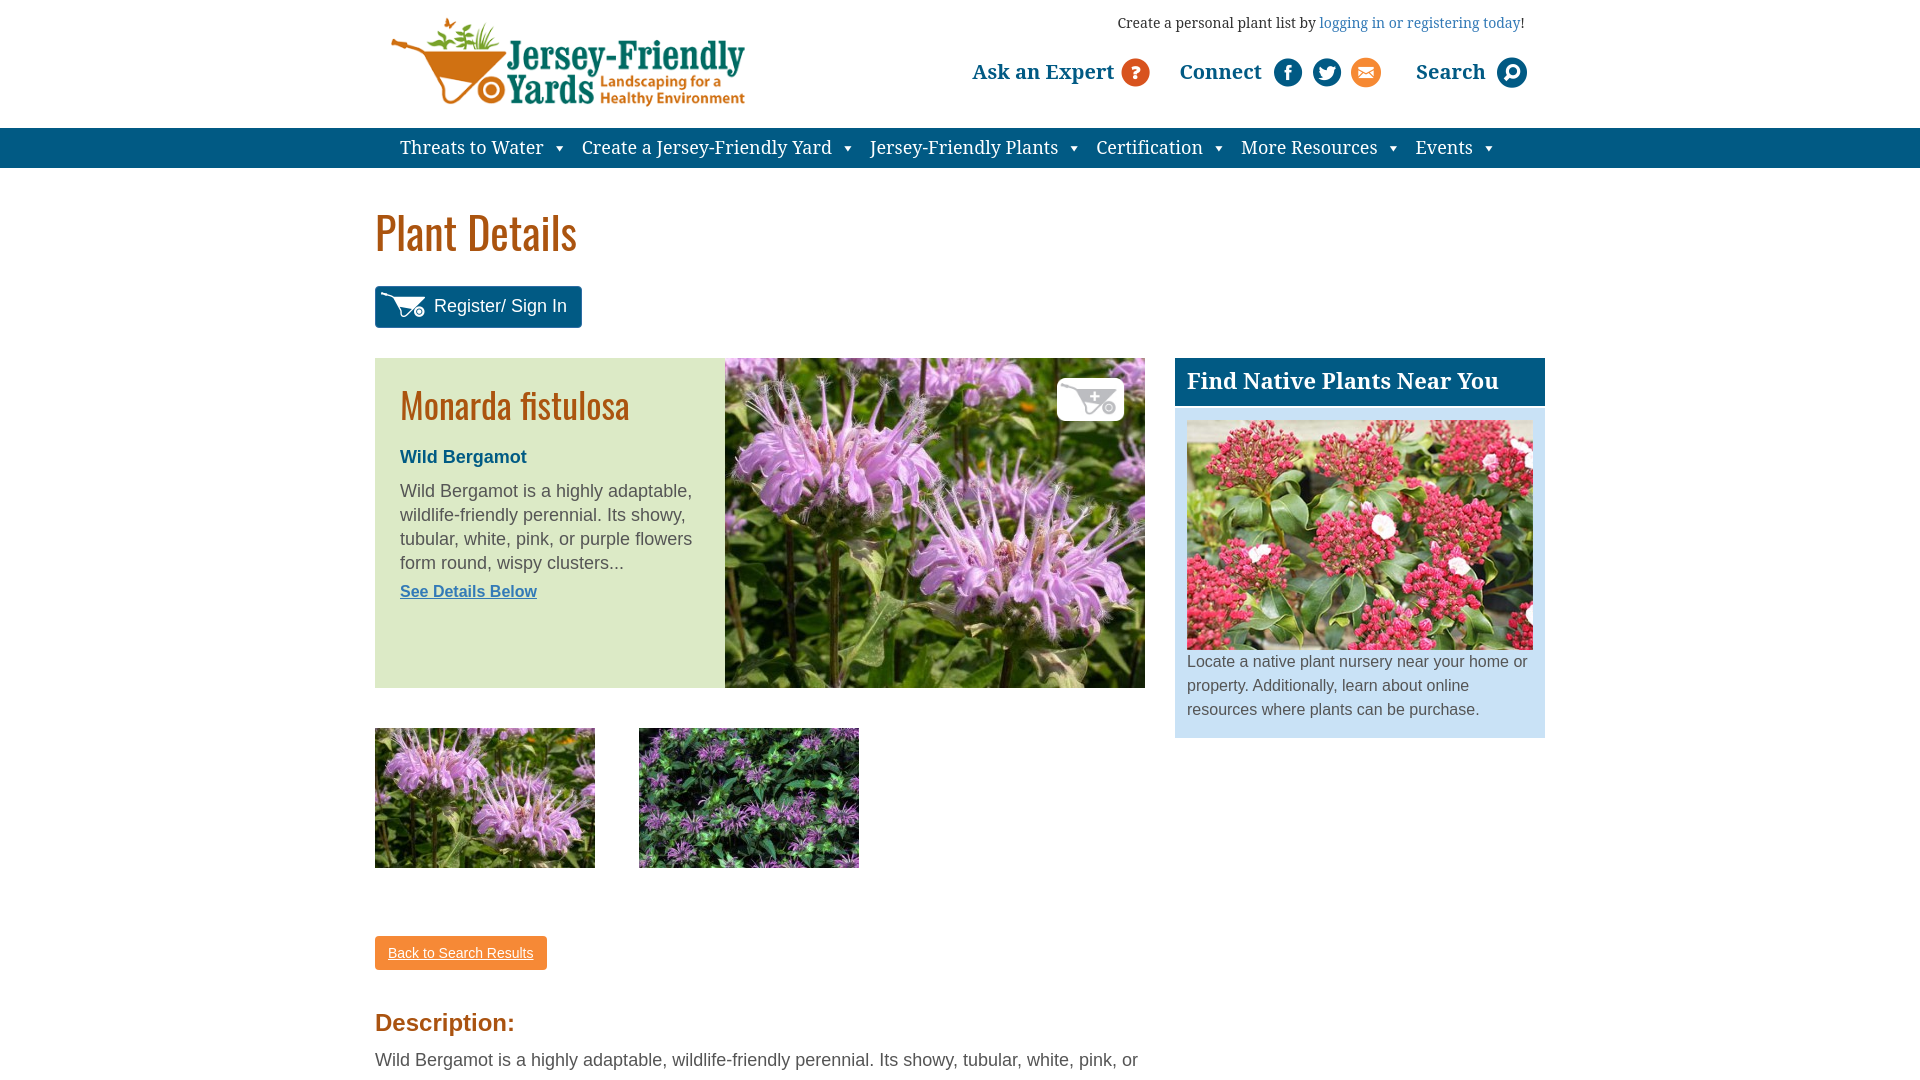 Create a personal plant list by logging in or registering today!
Jersey-Friendly
Yards Landscaping for a
Healthy Environment
Ask an Expert ? Connect Search
Threats to Water Create a Jersey-Friendly Yard Jersey-Friendly Plants Certification More Resources Events
Plant Details
Register/ Sign In
Monarda fistulosa
Wild Bergamot
Wild Bergamot is a highly adaptable,
wildlife-friendly perennial. Its showy,
tubular, white, pink, or purple flowers
form round, wispy clusters...
See Details Below
Find Native Plants Near You
Locate a native plant nursery near your home or
property. Additionally, learn about online
resources where plants can be purchase.
Back to Search Results
Description:
Wild Bergamot is a highly adaptable, wildlife-friendly perennial. Its showy, tubular, white, pink, or